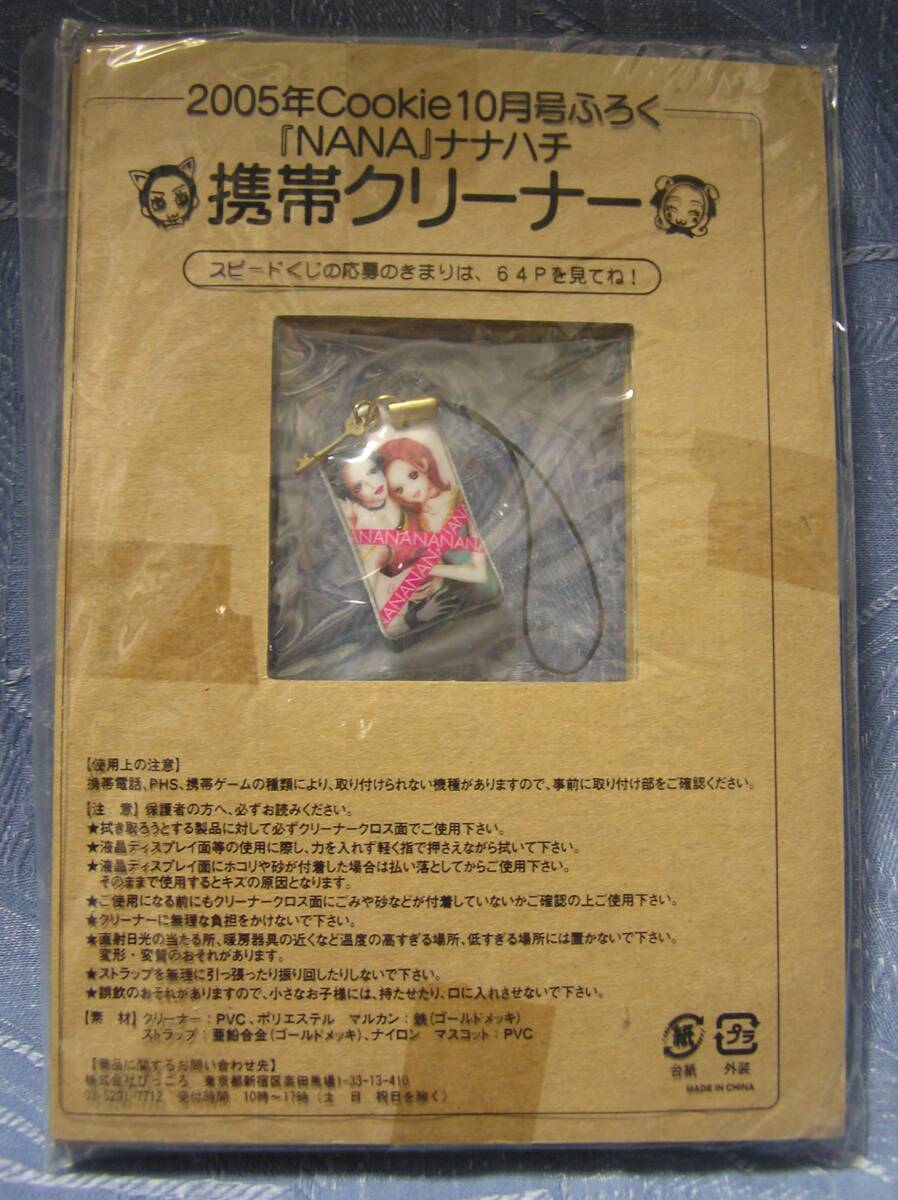 2005年Cookie10月号ふろく
『NANA』ナナハチ
携帯クリーナー
スピードくじの応募のきまりは、64Pを見てね!
NANANANANA
NANANA
【使用上の注意】
携帯電話、PHS、携帯ゲームの種類により、取り付けられない機種がありますので、事前に取り付け部をご確認ください。
【注 意】保護者の方へ、必ずお読みください。
★拭き取ろうとする製品に対して必ずクリーナークロス面でご使用下さい。
★液晶ディスプレイ面等の使用に際し、力を入れず軽く指で押さえながら拭いて下さい。
★液晶ディスプレイ面にホコリや砂が付着した場合は払い落としてからご使用下さい。
そのままで使用するとキズの原因となります。
★ご使用になる前にもクリーナークロス面にごみや砂などが付着していないかご確認の上ご使用下さい。
★クリーナーに無理な負担をかけないで下さい。
★直射日光の当たる所、暖房器具の近くなど温度の高すぎる場所、低すぎる場所には置かないで下さい。
変形・変質のおそれがあります。
★ストラップを無理に引っ張ったり振り回したりしないで下さい。
★誤飲のおそれがありますので、小さなお子様には、持たせたり、口に入れさせないで下さい。
【素 材】クリーナー:PVC、ポリエステル マルカン:鉄(ゴールドメッキ)
ストラップ:亜鉛合金(ゴールドメッキ)、ナイロン マスコット:PVC
【商品に関するお問い合わせ先】
株式会社ぴっころ 東京都新宿区高田馬場1-33-13-410
03-5291-7712 受付時間 10時〜17時(土 日 祝日を除く)
紙 プラ
台紙 外装
MADE IN CHINA